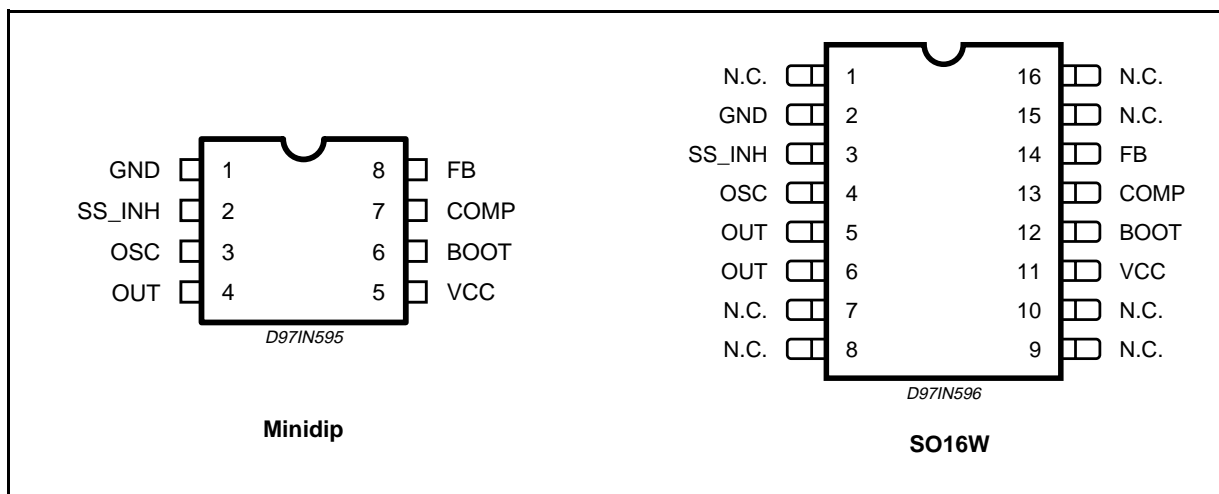 GND 1 8 FB
SS_INH 2 7 COMP
OSC 3 6 BOOT
OUT 4 5 VCC
D97IN595
Minidip
N.C. 1 16 N.C.
GND 2 15 N.C.
SS_INH 3 14 FB
OSC 4 13 COMP
OUT 5 12 BOOT
OUT 6 11 VCC
N.C. 7 10 N.C.
N.C. 8 9 N.C.
D97IN596
SO16W